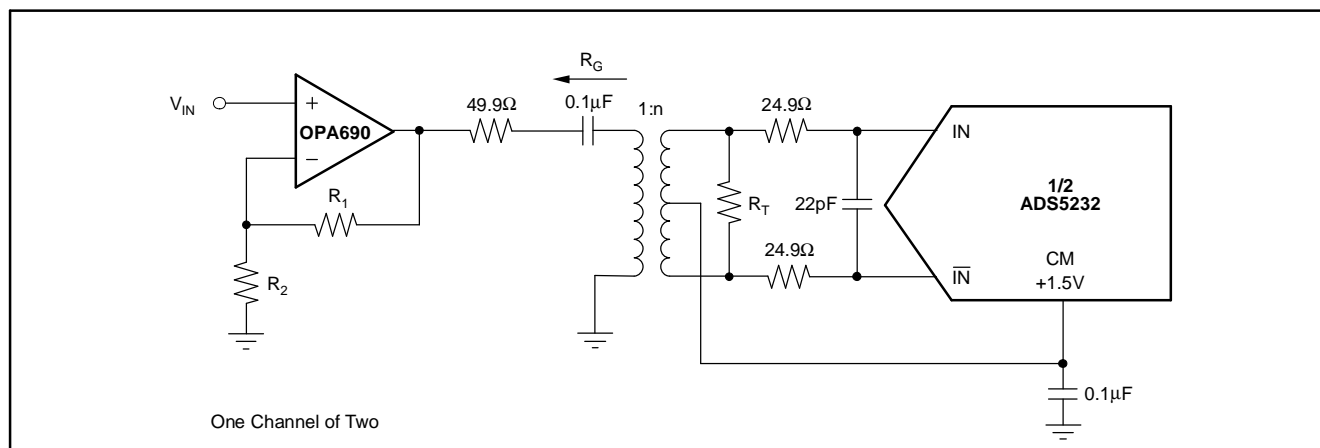 R_G
V_IN
+
−
OPA690
49.9Ω
0.1μF
1:n
24.9Ω
IN
R_1
R_2
R_T
22pF
1/2
ADS5232
24.9Ω
I̅N̅
CM
+1.5V
0.1μF
One Channel of Two